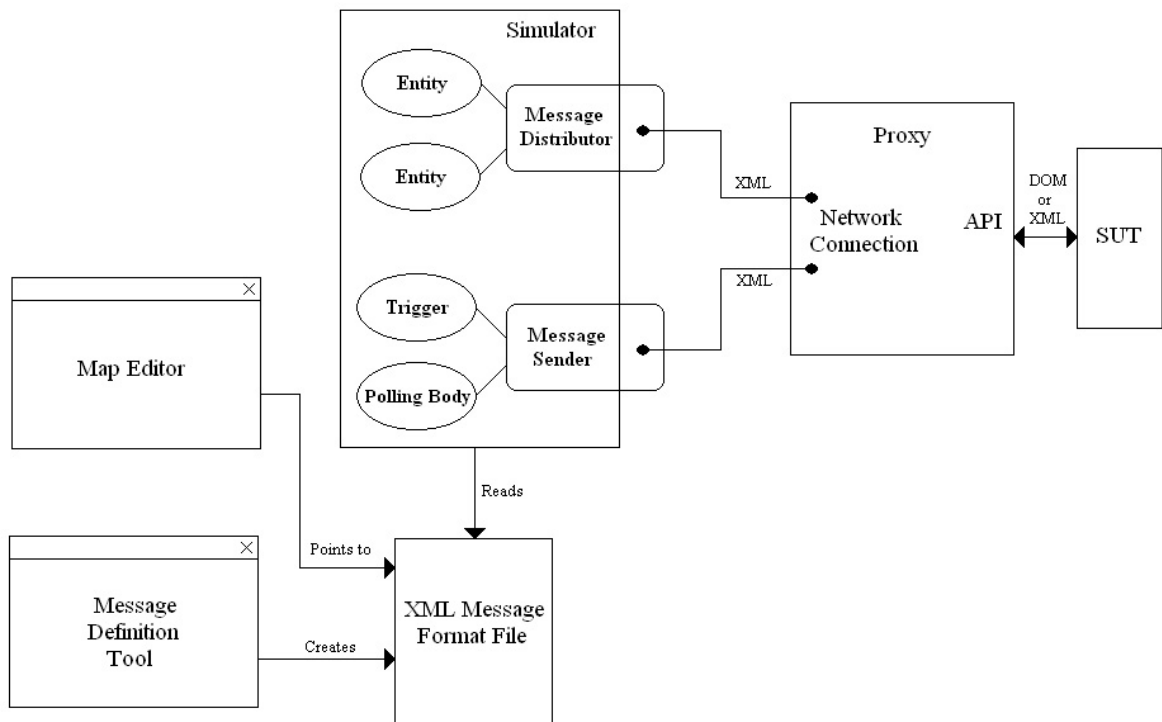 Simulator
Entity
Message
Distributor
Entity
XML
Proxy
Network
Connection
API
DOM
or
XML
SUT
XML
Trigger
Message
Sender
Polling Body
Map Editor
Reads
Points to
Message
Definition
Tool
Creates
XML Message
Format File